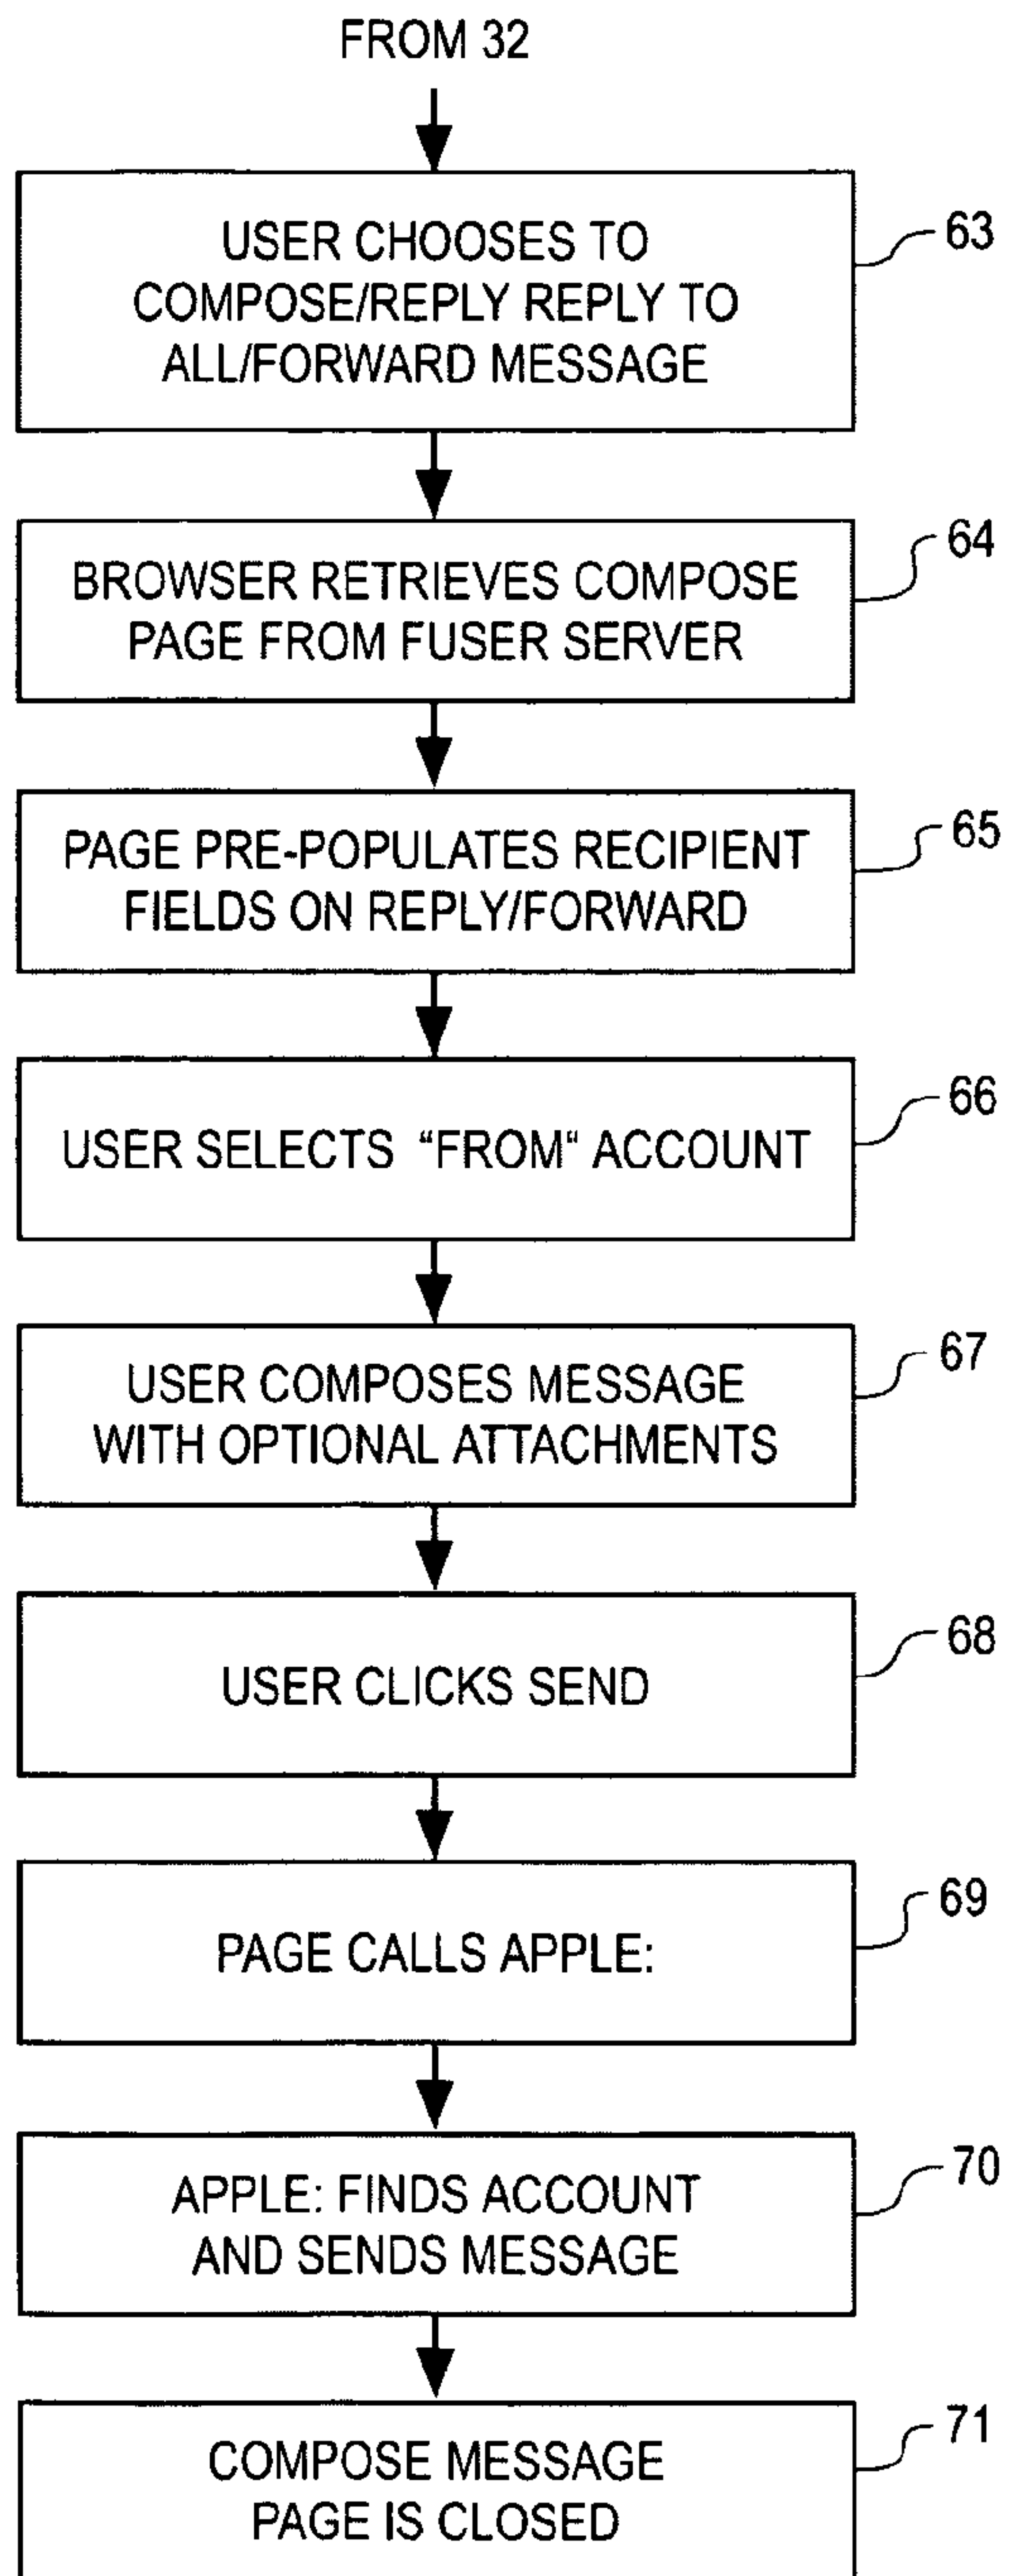 FROM 32
USER CHOOSES TO
COMPOSE/REPLY REPLY TO
ALL/FORWARD MESSAGE
63
BROWSER RETRIEVES COMPOSE
PAGE FROM FUSER SERVER
64
PAGE PRE-POPULATES RECIPIENT
FIELDS ON REPLY/FORWARD
65
USER SELECTS “FROM“ ACCOUNT
66
USER COMPOSES MESSAGE
WITH OPTIONAL ATTACHMENTS
67
USER CLICKS SEND
68
PAGE CALLS APPLE:
69
APPLE: FINDS ACCOUNT
AND SENDS MESSAGE
70
COMPOSE MESSAGE
PAGE IS CLOSED
71